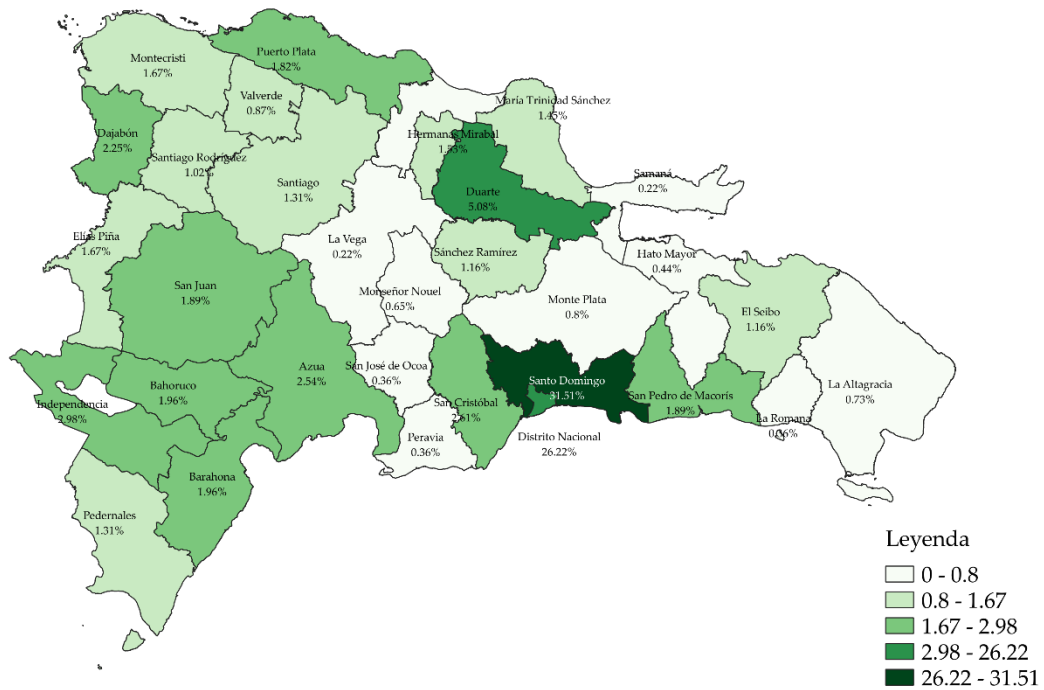 Puerto Plata
1.82%
Montecristi
1.67%
Valverde
0.87%
María Trinidad Sánchez
1.45%
Dajabón
2.25%
Hermanas Mirabal
1.53%
Santiago Rodríguez
1.02%
Santiago
1.31%
Samaná
0.22%
Duarte
5.08%
Elías Piña
1.67%
La Vega
0.22%
Sánchez Ramírez
1.16%
Hato Mayor
0.44%
San Juan
1.89%
Monseñor Nouel
0.65%
Monte Plata
0.8%
El Seibo
1.16%
Azua
2.54%
San José de Ocoa
0.36%
Bahoruco
1.96%
Santo Domingo
31.51%
La Altagracia
0.73%
Independencia
2.98%
San Cristóbal
2.61%
San Pedro de Macorís
1.89%
La Romana
0.36%
Peravia
0.36%
Distrito Nacional
26.22%
Barahona
1.96%
Pedernales
1.31%
Leyenda
0 - 0.8
0.8 - 1.67
1.67 - 2.98
2.98 - 26.22
26.22 - 31.51